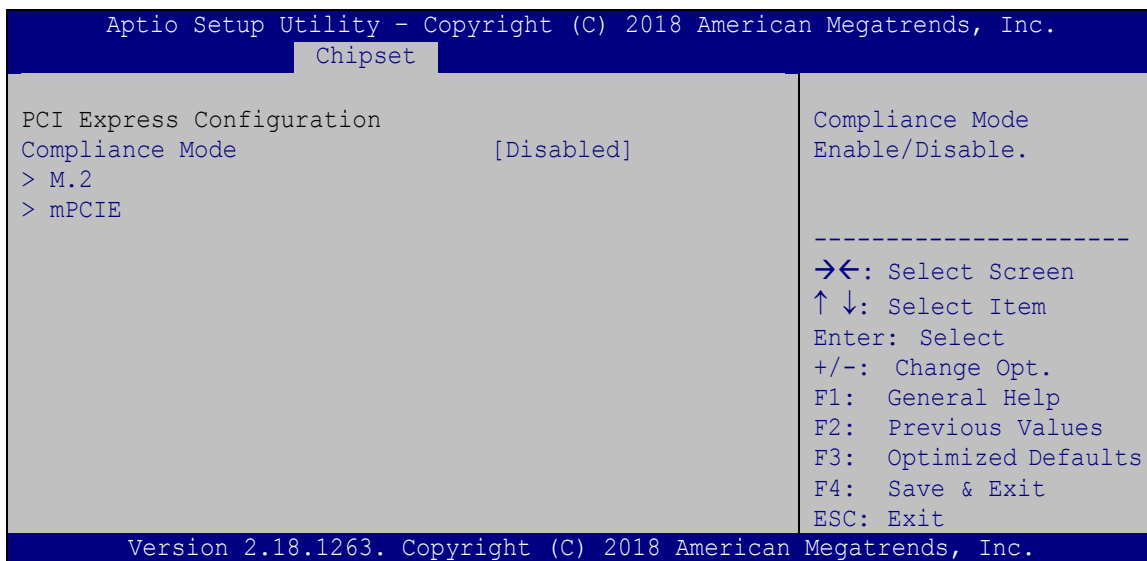 Aptio Setup Utility – Copyright (C) 2018 American Megatrends, Inc.
Chipset
PCI Express Configuration
Compliance Mode [Disabled]
> M.2
> mPCIE
Compliance Mode
Enable/Disable.
----------------------
→←: Select Screen
↑ ↓: Select Item
Enter: Select
+/-: Change Opt.
F1: General Help
F2: Previous Values
F3: Optimized Defaults
F4: Save & Exit
ESC: Exit
Version 2.18.1263. Copyright (C) 2018 American Megatrends, Inc.